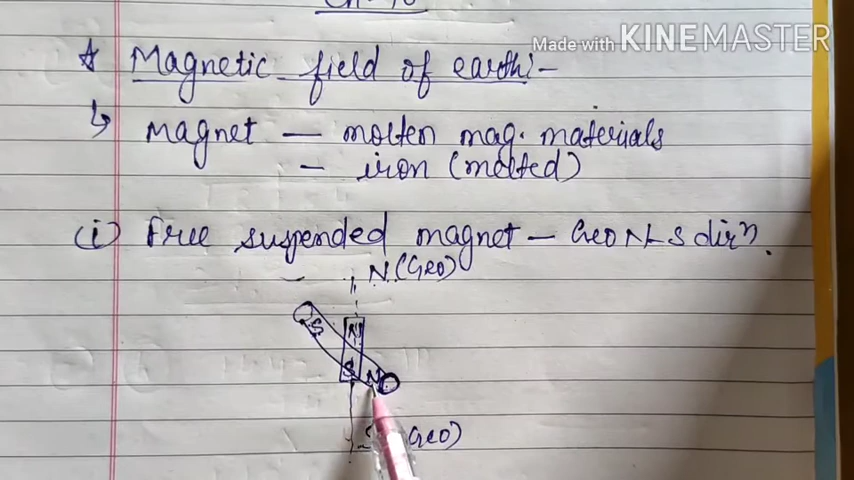 Made with KINEMASTER
Magnetic field of earth:-
↳ Magnet — molten mag. materials
— iron (molted)
(i) Free suspended magnet — Geo N-S dirn.
N (Geo)
S
N
S
N
(Geo)